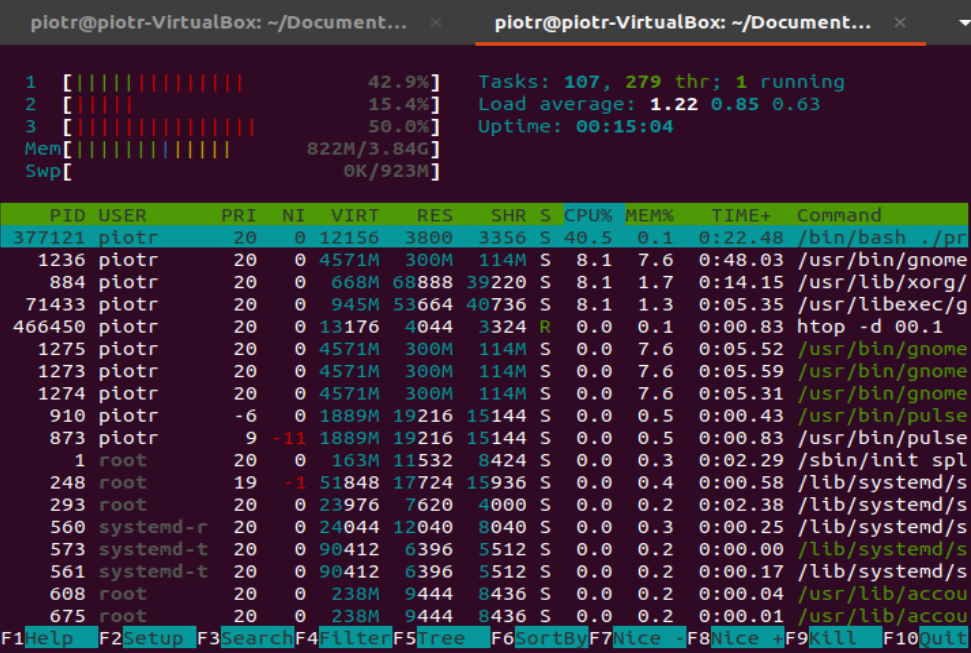 piotr@piotr-VirtualBox: ~/Document... × piotr@piotr-VirtualBox: ~/Document... ×
1 [|||||||||||||| 42.9%] Tasks: 107, 279 thr; 1 running
2 [||||| 15.4%] Load average: 1.22 0.85 0.63
3 [||||||||||||||| 50.0%] Uptime: 00:15:04
Mem[||||||||||||| 822M/3.84G]
Swp[ 0K/923M]
PID USER PRI NI VIRT RES SHR S CPU% MEM% TIME+ Command
377121 piotr 20 0 12156 3800 3356 S 40.5 0.1 0:22.48 /bin/bash ./pr
1236 piotr 20 0 4571M 300M 114M S 8.1 7.6 0:48.03 /usr/bin/gnome
884 piotr 20 0 668M 68888 39220 S 8.1 1.7 0:14.15 /usr/lib/xorg/
71433 piotr 20 0 945M 53664 40736 S 8.1 1.3 0:05.35 /usr/libexec/g
466450 piotr 20 0 13176 4044 3324 R 0.0 0.1 0:00.83 htop -d 00.1
1275 piotr 20 0 4571M 300M 114M S 0.0 7.6 0:05.52 /usr/bin/gnome
1273 piotr 20 0 4571M 300M 114M S 0.0 7.6 0:05.59 /usr/bin/gnome
1274 piotr 20 0 4571M 300M 114M S 0.0 7.6 0:05.31 /usr/bin/gnome
910 piotr -6 0 1889M 19216 15144 S 0.0 0.5 0:00.43 /usr/bin/pulse
873 piotr 9 -11 1889M 19216 15144 S 0.0 0.5 0:00.83 /usr/bin/pulse
1 root 20 0 163M 11532 8424 S 0.0 0.3 0:02.29 /sbin/init spl
248 root 19 -1 51848 17724 15936 S 0.0 0.4 0:00.58 /lib/systemd/s
293 root 20 0 23976 7620 4000 S 0.0 0.2 0:02.38 /lib/systemd/s
560 systemd-r 20 0 24044 12040 8040 S 0.0 0.3 0:00.25 /lib/systemd/s
573 systemd-t 20 0 90412 6396 5512 S 0.0 0.2 0:00.00 /lib/systemd/s
561 systemd-t 20 0 90412 6396 5512 S 0.0 0.2 0:00.17 /lib/systemd/s
608 root 20 0 238M 9444 8436 S 0.0 0.2 0:00.04 /usr/lib/accou
675 root 20 0 238M 9444 8436 S 0.0 0.2 0:00.01 /usr/lib/accou
F1Help F2Setup F3SearchF4FilterF5Tree F6SortByF7Nice -F8Nice +F9Kill F10Quit